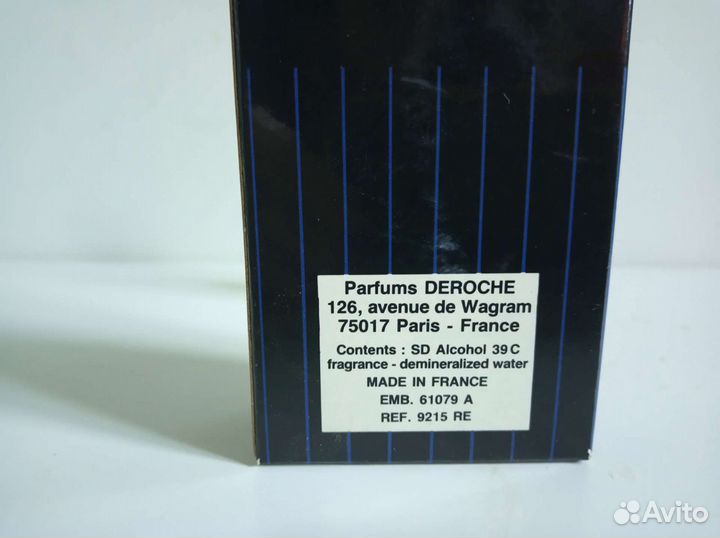 Parfums DEROCHE
126, avenue de Wagram
75017 Paris - France
Contents : SD Alcohol 39 C
fragrance - demineralized water
MADE IN FRANCE
EMB. 61079 A
REF. 9215 RE
Avito